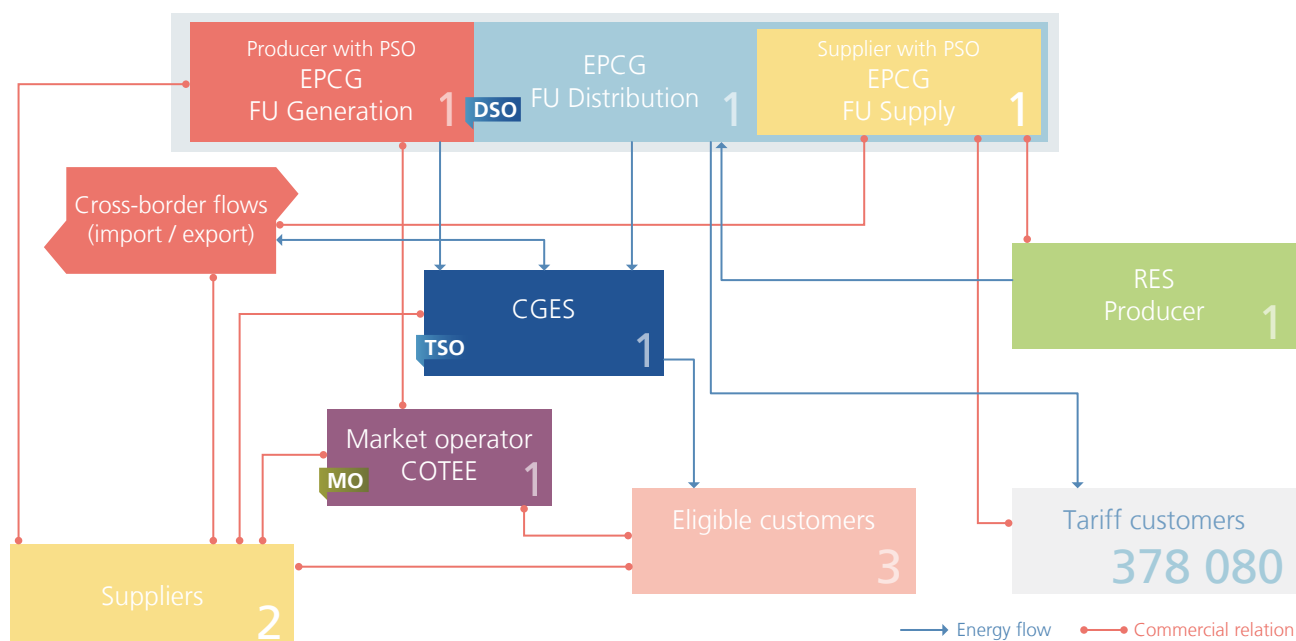 Producer with PSO
EPCG
FU Generation
1
DSO
EPCG
FU Distribution
1
Supplier with PSO
EPCG
FU Supply
1
Cross-border flows
(import / export)
CGES
1
TSO
RES
Producer
1
Market operator
COTEE
1
MO
Eligible customers
3
Tariff customers
378 080
Suppliers
2
Energy flow
Commercial relation